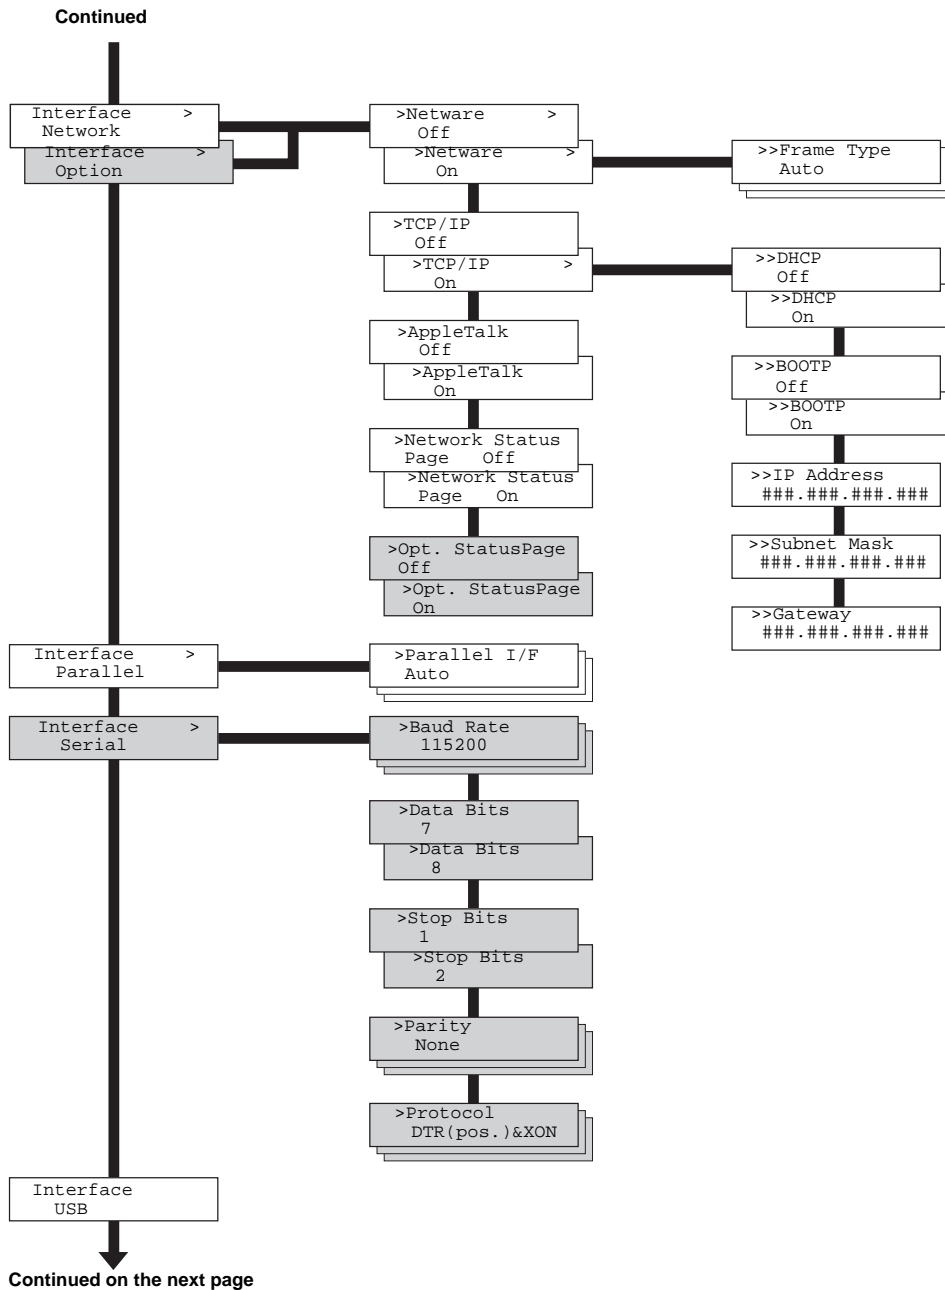 Continued
Interface >
Network
Interface >
Option
>Netware >
Off
>Netware >
On
>>Frame Type
Auto
>TCP/IP
Off
>TCP/IP >
On
>>DHCP
Off
>>DHCP
On
>AppleTalk
Off
>AppleTalk
On
>>BOOTP
Off
>>BOOTP
On
>Network Status
Page Off
>Network Status
Page On
>>IP Address
###.###.###.###
>Opt. StatusPage
Off
>Opt. StatusPage
On
>>Subnet Mask
###.###.###.###
>>Gateway
###.###.###.###
Interface >
Parallel
>Parallel I/F
Auto
Interface >
Serial
>Baud Rate
115200
>Data Bits
7
>Data Bits
8
>Stop Bits
1
>Stop Bits
2
>Parity
None
>Protocol
DTR(pos.)&XON
Interface
USB
Continued on the next page